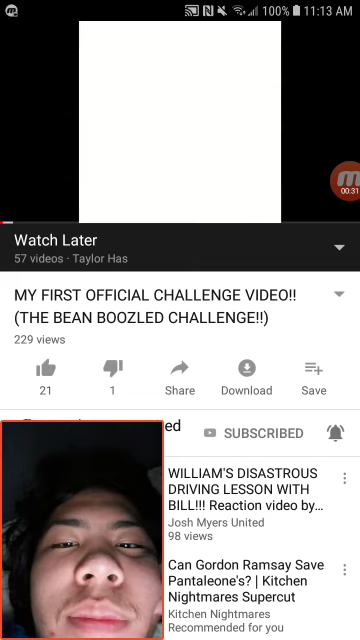 100% 11:13 AM
00:31
Watch Later
57 videos · Taylor Has
MY FIRST OFFICIAL CHALLENGE VIDEO!!
(THE BEAN BOOZLED CHALLENGE!!)
229 views
21
1
Share
Download
Save
ed
SUBSCRIBED
WILLIAM'S DISASTROUS
DRIVING LESSON WITH
BILL!!! Reaction video by...
Josh Myers United
98 views
Can Gordon Ramsay Save
Pantaleone's? | Kitchen
Nightmares Supercut
Kitchen Nightmares
Recommended for you